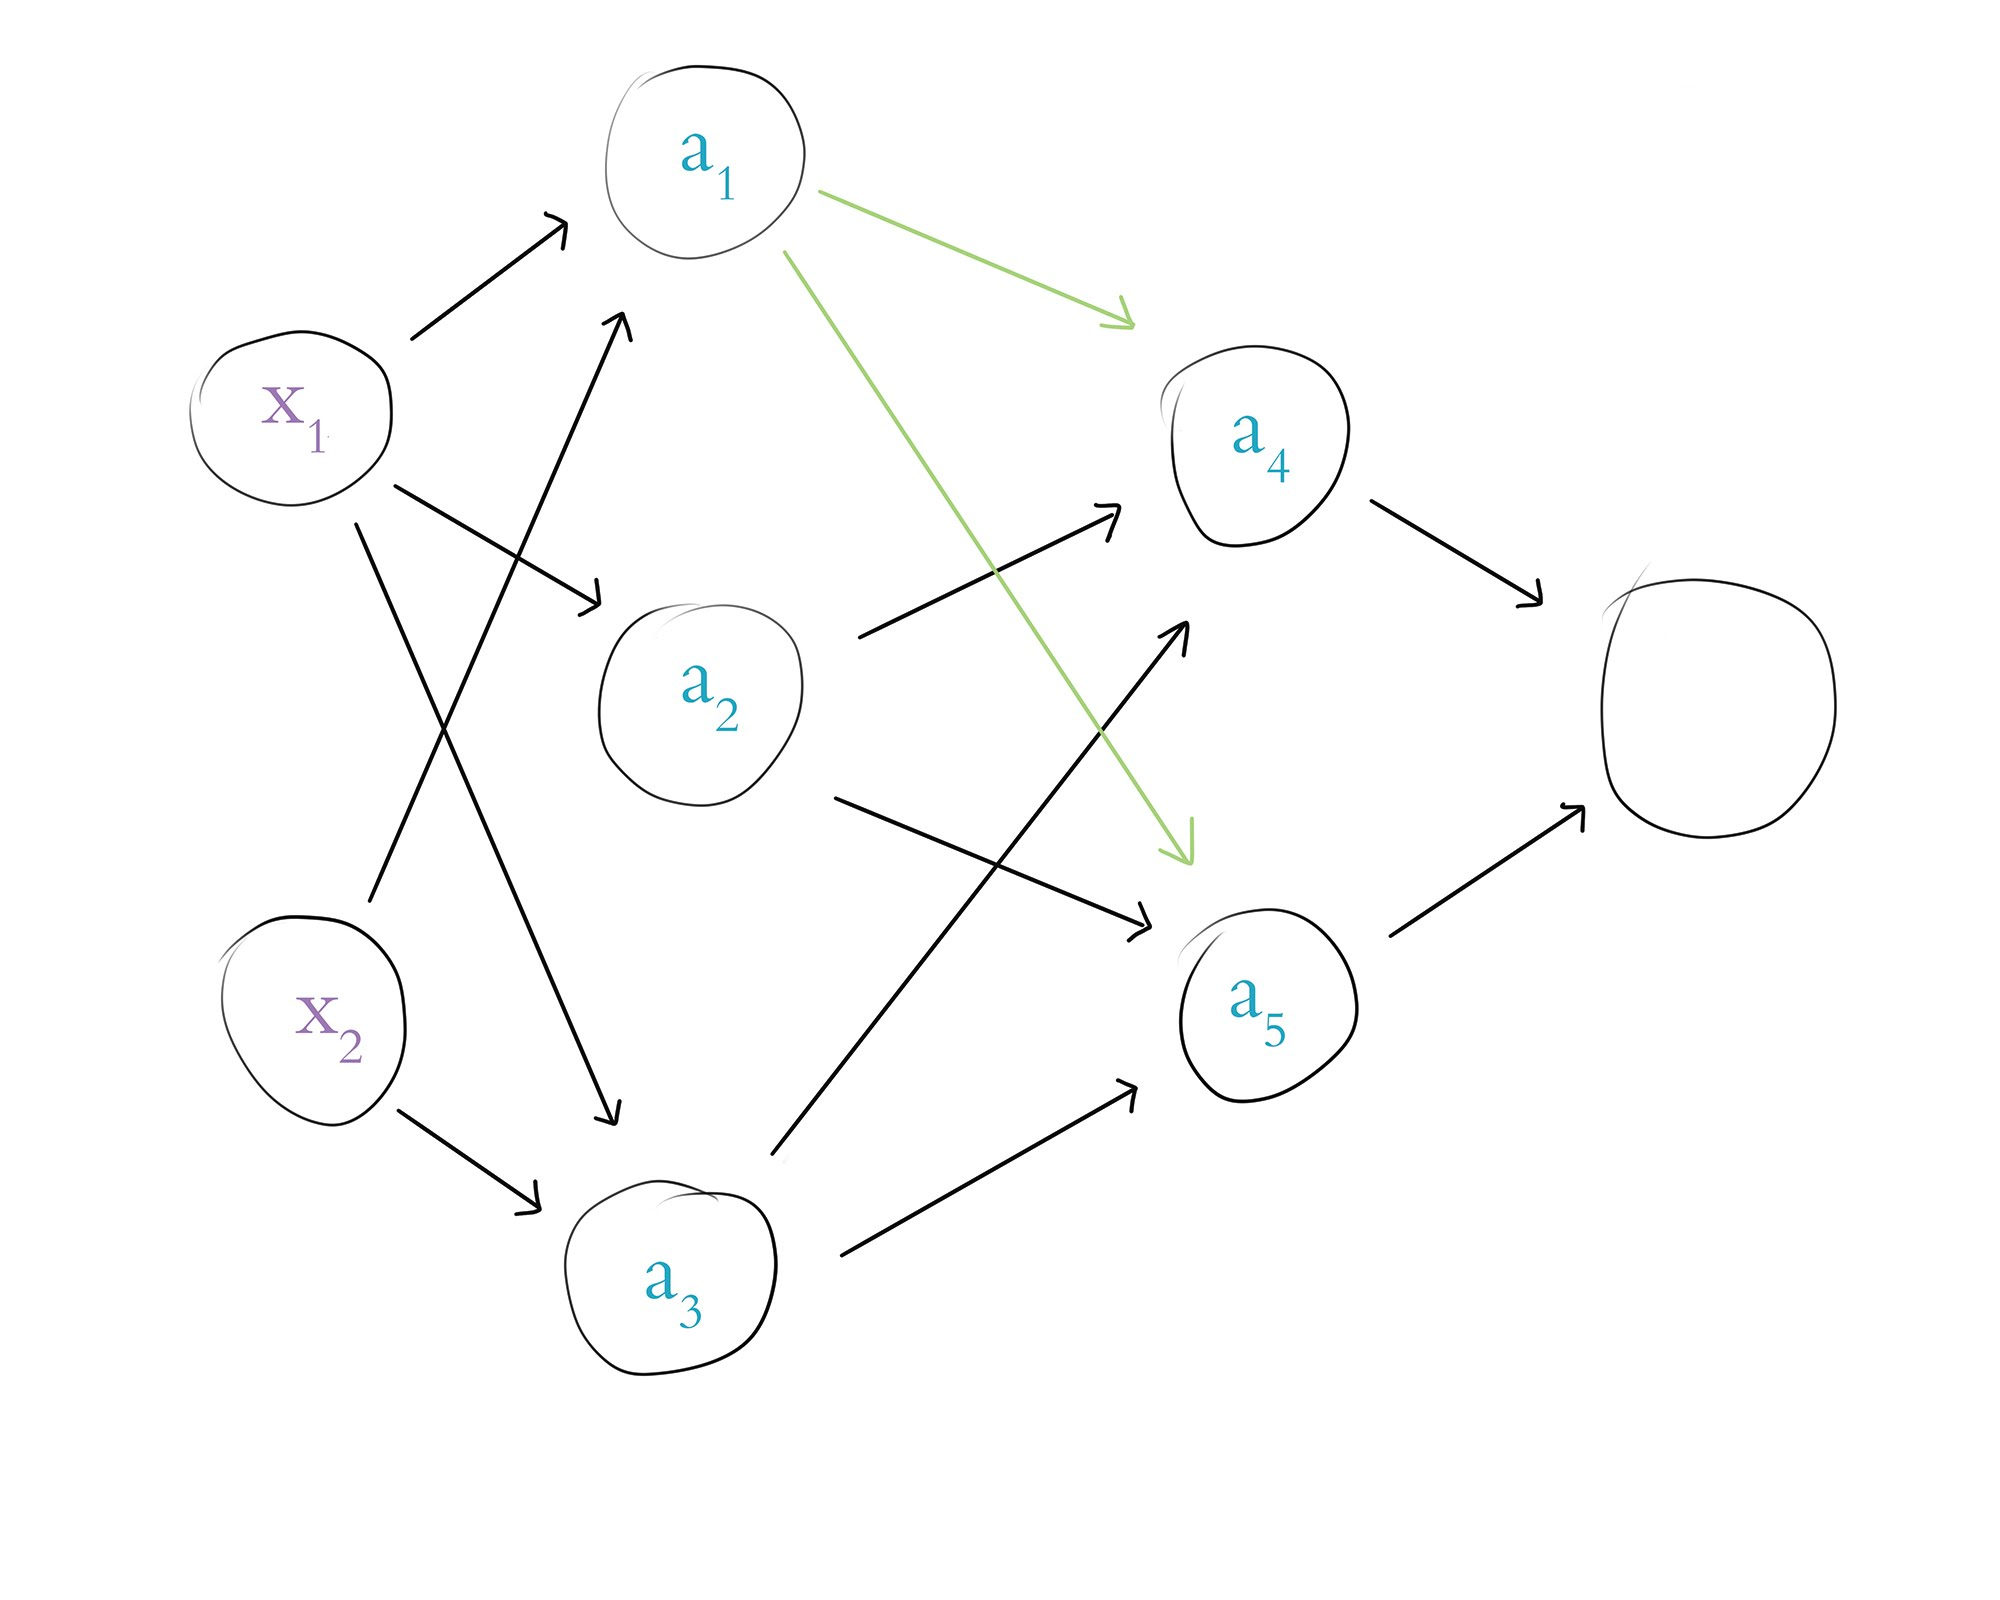 x₁
x₂
a₁
a₂
a₃
a₄
a₅